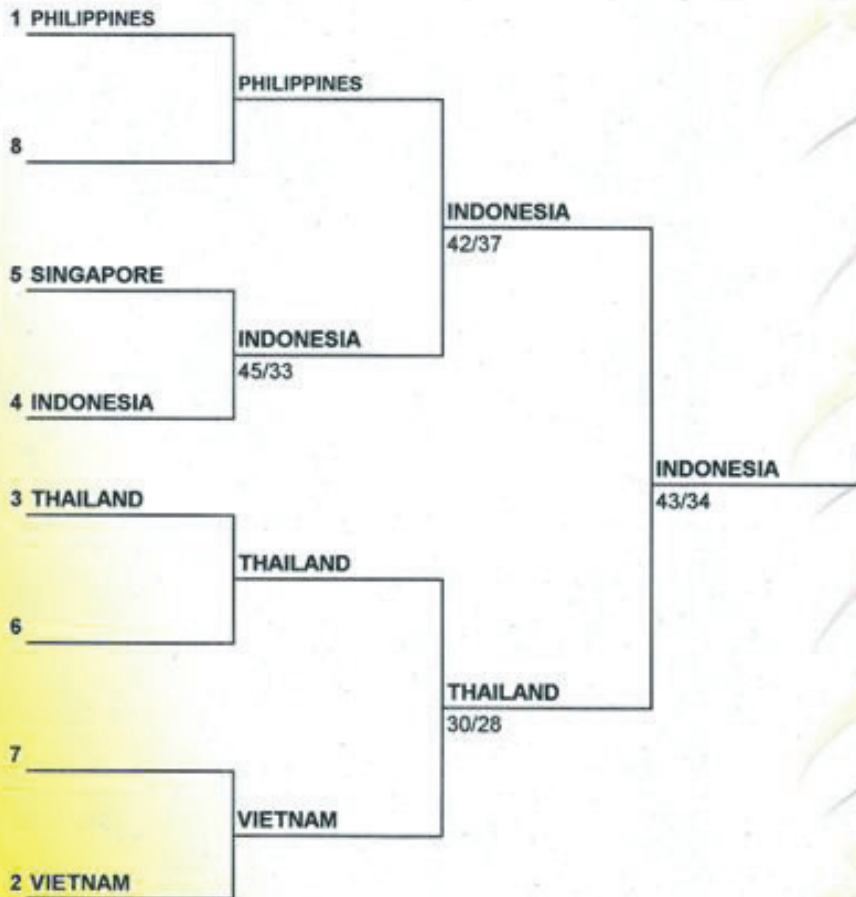 1 PHILIPPINES
PHILIPPINES
8
INDONESIA
42/37
5 SINGAPORE
INDONESIA
45/33
4 INDONESIA
INDONESIA
43/34
3 THAILAND
THAILAND
6
THAILAND
30/28
7
VIETNAM
2 VIETNAM